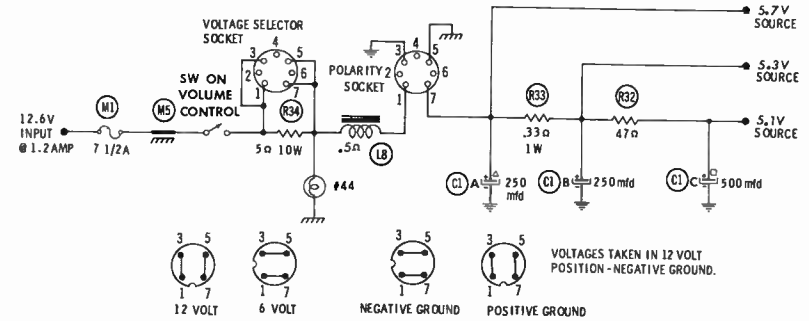 VOLTAGE SELECTOR
SOCKET
3 4 5
2 6
1 7
SW ON
VOLUME
CONTROL
POLARITY
SOCKET
3 4 5
2 6
1 7
5.7V
SOURCE
5.3V
SOURCE
5.1V
SOURCE
12.6V
INPUT
@ 1.2AMP
M1
7 1/2A
M5
R34
5Ω 10W
.5Ω
L8
R33
.33Ω
1W
R32
47Ω
#44
C1 A
250
mfd
C1 B
250mfd
C1 C
500mfd
3 5
1 7
12 VOLT
3 5
1 7
6 VOLT
3 5
1 7
NEGATIVE GROUND
3 5
1 7
POSITIVE GROUND
VOLTAGES TAKEN IN 12 VOLT
POSITION-NEGATIVE GROUND.